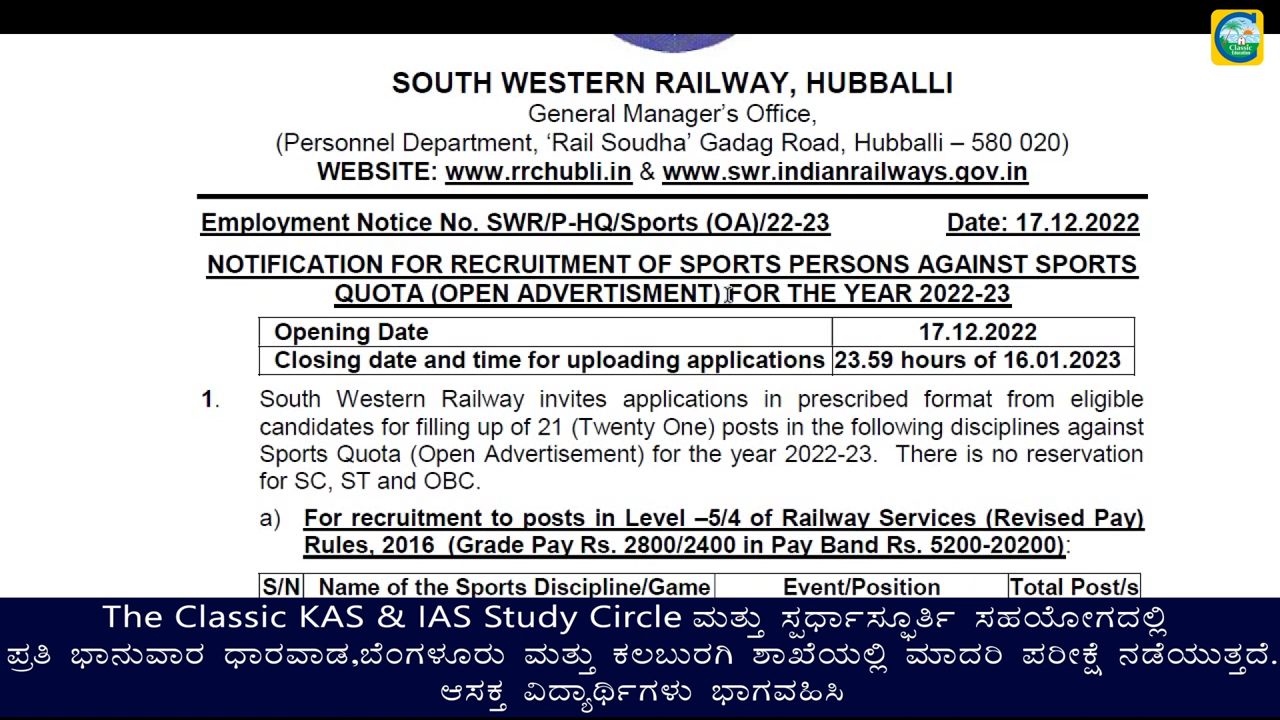 Classic
Education
SOUTH WESTERN RAILWAY, HUBBALLI
General Manager's Office,
(Personnel Department, 'Rail Soudha' Gadag Road, Hubballi – 580 020)
WEBSITE: www.rrchubli.in & www.swr.indianrailways.gov.in
Employment Notice No. SWR/P-HQ/Sports (OA)/22-23 Date: 17.12.2022
NOTIFICATION FOR RECRUITMENT OF SPORTS PERSONS AGAINST SPORTS
QUOTA (OPEN ADVERTISMENT) FOR THE YEAR 2022-23
Opening Date 17.12.2022
Closing date and time for uploading applications 23.59 hours of 16.01.2023
1. South Western Railway invites applications in prescribed format from eligible
candidates for filling up of 21 (Twenty One) posts in the following disciplines against
Sports Quota (Open Advertisement) for the year 2022-23. There is no reservation
for SC, ST and OBC.
a) For recruitment to posts in Level –5/4 of Railway Services (Revised Pay)
Rules, 2016 (Grade Pay Rs. 2800/2400 in Pay Band Rs. 5200-20200):
S/N Name of the Sports Discipline/Game Event/Position Total Post/s
The Classic KAS & IAS Study Circle ಮತ್ತು ಸ್ಪರ್ಧಾಸ್ಫೂರ್ತಿ ಸಹಯೋಗದಲ್ಲಿ
ಪ್ರತಿ ಭಾನುವಾರ ಧಾರವಾಡ,ಬೆಂಗಳೂರು ಮತ್ತು ಕಲಬುರಗಿ ಶಾಖೆಯಲ್ಲಿ ಮಾದರಿ ಪರೀಕ್ಷೆ ನಡೆಯುತ್ತದೆ.
ಆಸಕ್ತ ವಿದ್ಯಾರ್ಥಿಗಳು ಭಾಗವಹಿಸಿ